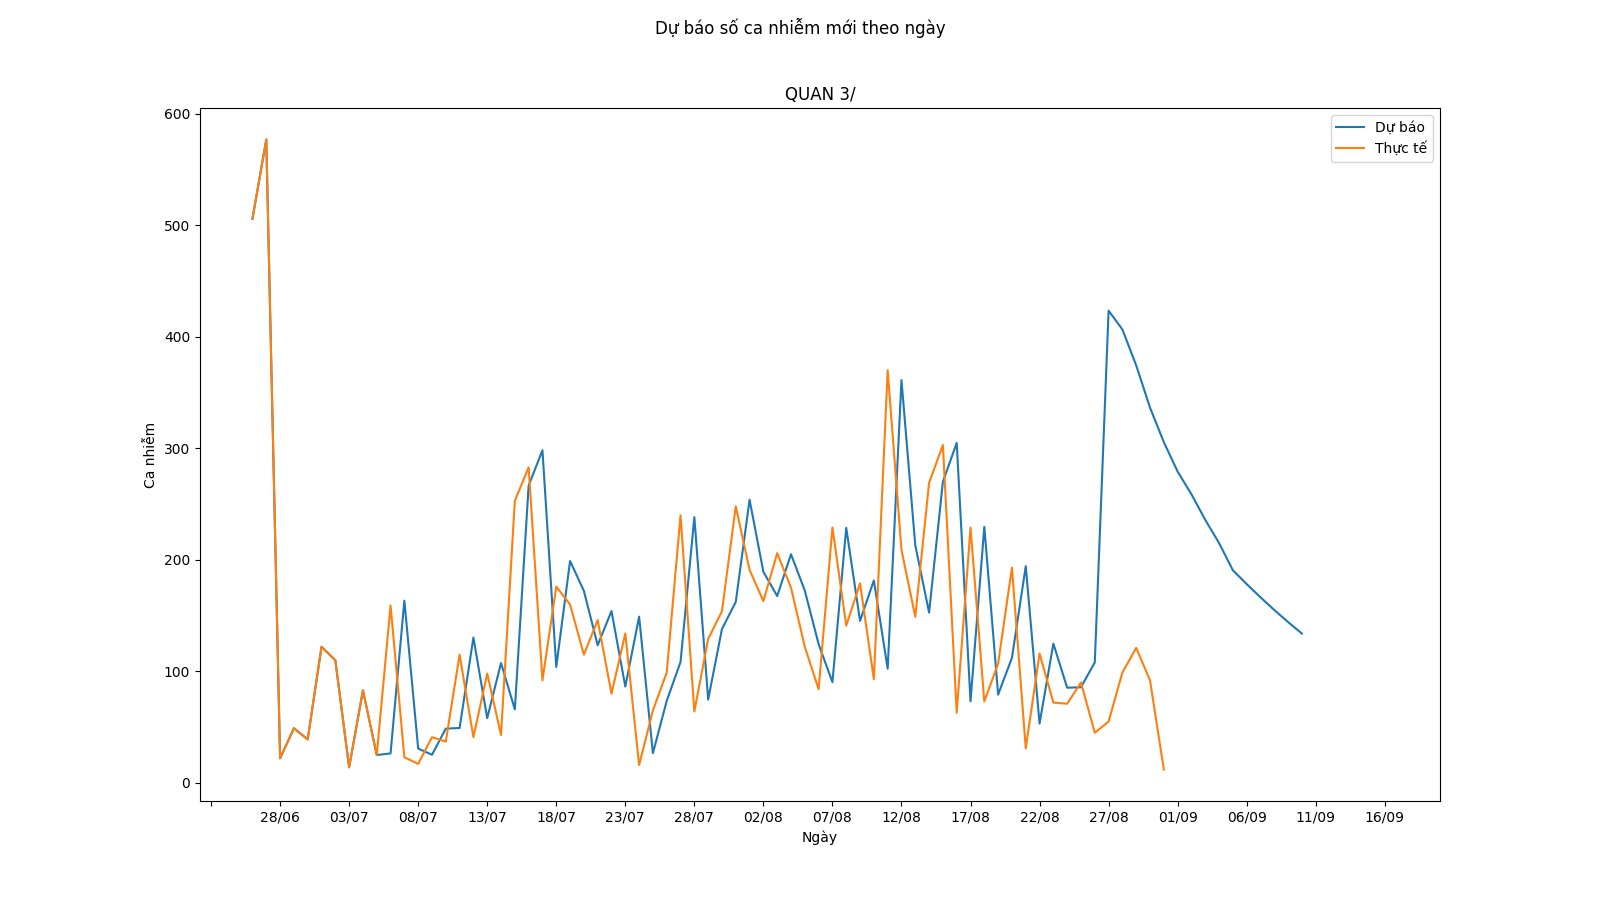 Dự báo số ca nhiễm mới theo ngày
QUAN 3/
Dự báo
Thực tế
600
500
400
300
200
100
0
Ca nhiễm
28/06 03/07 08/07 13/07 18/07 23/07 28/07 02/08 07/08 12/08 17/08 22/08 27/08 01/09 06/09 11/09 16/09
Ngày